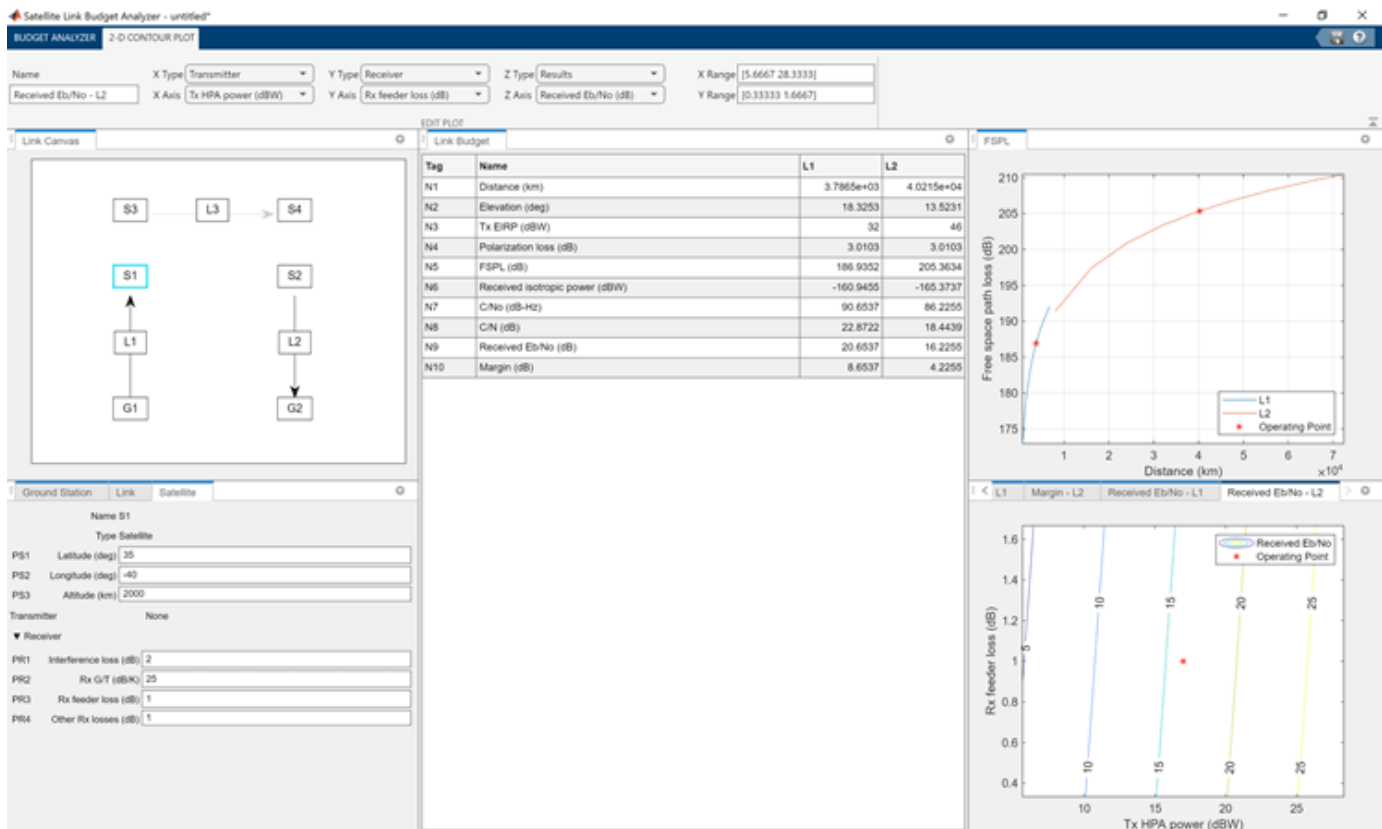 Satellite Link Budget Analyzer - untitled*
BUDGET ANALYZER
2-D CONTOUR PLOT
Name
X Type Transmitter
Y Type Receiver
Z Type Results
X Range [5.6667 28.3333]
Received Eb/No - L2
X Axis Tx HPA power (dBW)
Y Axis Rx feeder loss (dB)
Z Axis Received Eb/No (dB)
Y Range [0.33333 1.6667]
EDIT PLOT
Link Canvas
S3
L3
S4
S1
S2
L1
L2
G1
G2
Link Budget
Tag Name L1 L2
N1 Distance (km) 3.7865e+03 4.0215e+04
N2 Elevation (deg) 18.3253 13.5231
N3 Tx EIRP (dBW) 32 46
N4 Polarization loss (dB) 3.0103 3.0103
N5 FSPL (dB) 186.9352 205.3634
N6 Received isotropic power (dBW) -160.9455 -165.3737
N7 C/No (dB-Hz) 90.6537 86.2255
N8 C/N (dB) 22.8722 18.4439
N9 Received Eb/No (dB) 20.6537 16.2255
N10 Margin (dB) 8.6537 4.2255
FSPL
Free space path loss (dB)
210
205
200
195
190
185
180
175
L1
L2
Operating Point
1 2 3 4 5 6 7
Distance (km) ×10⁴
Ground Station
Link
Satellite
Name S1
Type Satellite
PS1 Latitude (deg) 35
PS2 Longitude (deg) -40
PS3 Altitude (km) 2000
Transmitter None
▼ Receiver
PR1 Interference loss (dB) 2
PR2 Rx G/T (dB/K) 25
PR3 Rx feeder loss (dB) 1
PR4 Other Rx losses (dB) 1
L1
Margin - L2
Received Eb/No - L1
Received Eb/No - L2
Rx feeder loss (dB)
1.6
1.4
1.2
1
0.8
0.6
0.4
Received Eb/No
Operating Point
10 15 20 25
5
10 15 20 25
10 15 20 25
Tx HPA power (dBW)